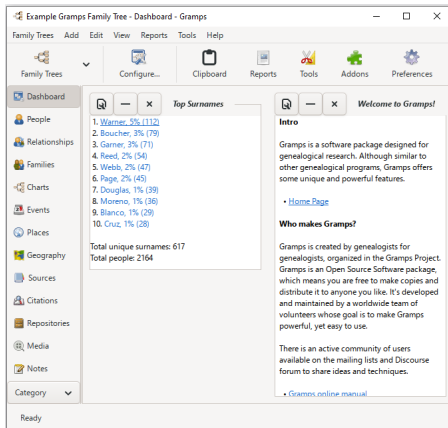 Example Gramps Family Tree - Dashboard - Gramps
Family Trees Add Edit View Reports Tools Help
Family Trees Configure... Clipboard Reports Tools Addons Preferences
Dashboard
People
Relationships
Families
Charts
Events
Places
Geography
Sources
Citations
Repositories
Media
Notes
Category
Top Surnames
1. Warner, 5% (112)
2. Boucher, 3% (79)
3. Garner, 3% (71)
4. Reed, 2% (54)
5. Webb, 2% (47)
6. Page, 2% (45)
7. Douglas, 1% (39)
8. Moreno, 1% (36)
9. Blanco, 1% (29)
10. Cruz, 1% (28)
Total unique surnames: 617
Total people: 2164
Welcome to Gramps!
Intro
Gramps is a software package designed for
genealogical research. Although similar to
other genealogical programs, Gramps offers
some unique and powerful features.
• Home Page
Who makes Gramps?
Gramps is created by genealogists for
genealogists, organized in the Gramps Project.
Gramps is an Open Source Software package,
which means you are free to make copies and
distribute it to anyone you like. It's developed
and maintained by a worldwide team of
volunteers whose goal is to make Gramps
powerful, yet easy to use.
There is an active community of users
available on the mailing lists and Discourse
forum to share ideas and techniques.
• Gramps online manual
Ready